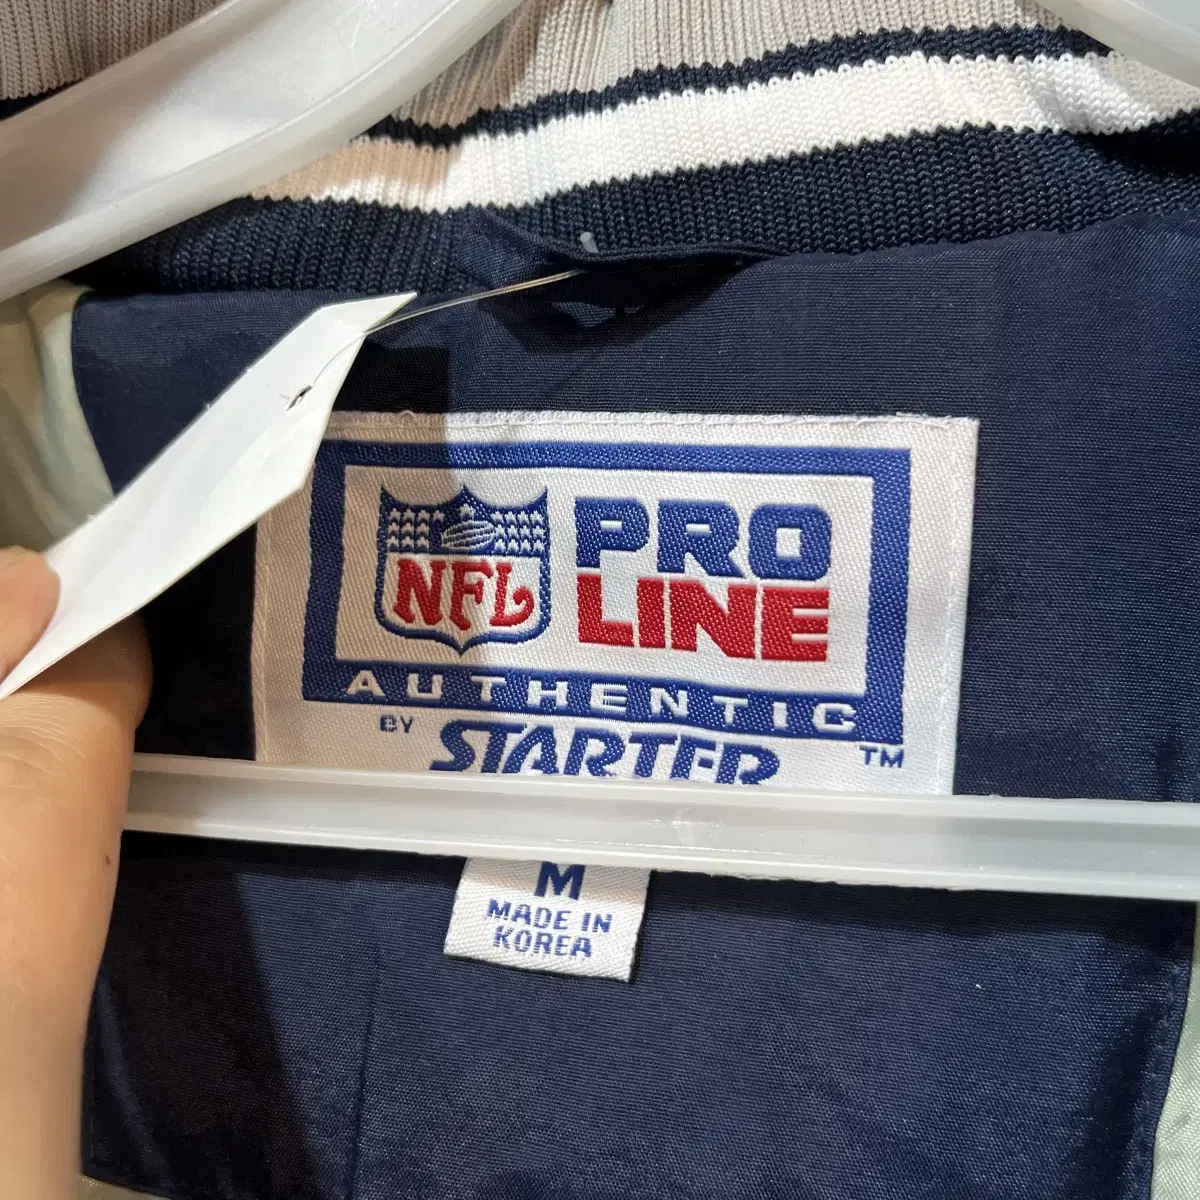 NFL
PRO
LINE
AUTHENTIC
BY STARTER TM
M
MADE IN
KOREA